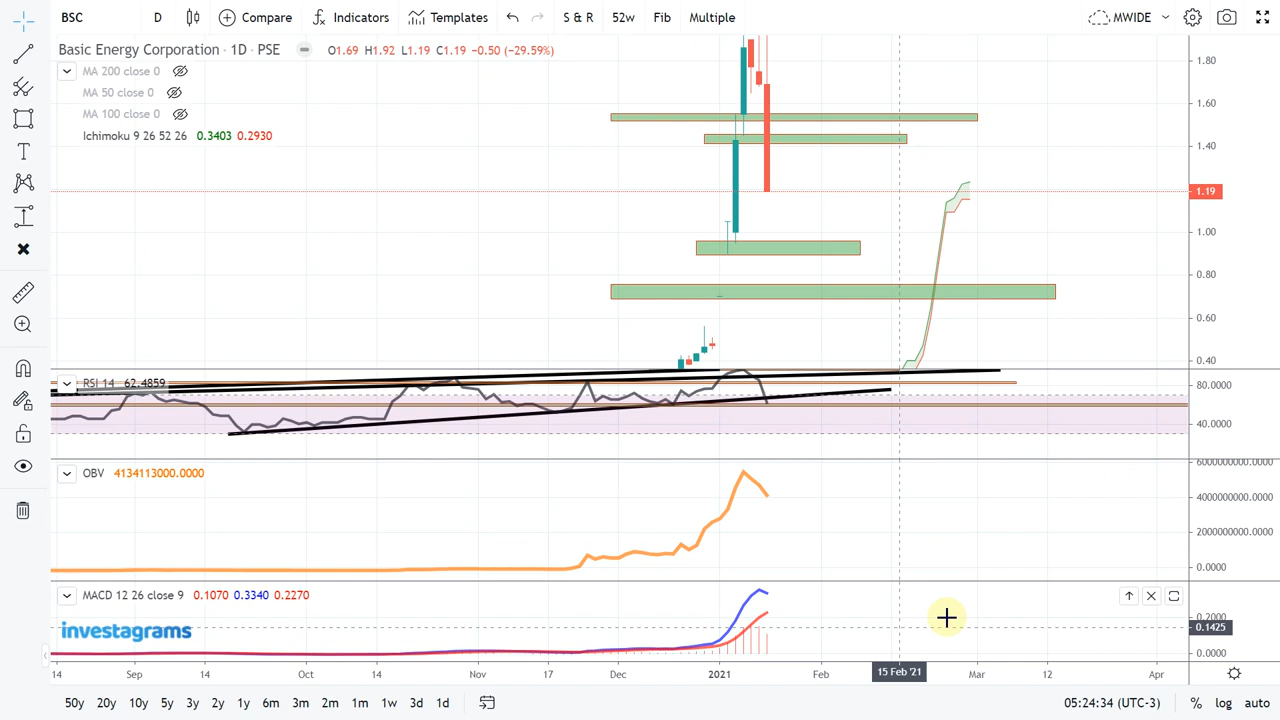 BSC D Compare Indicators Templates S & R 52w Fib Multiple MWIDE
Basic Energy Corporation · 1D · PSE O1.69 H1.92 L1.19 C1.19 −0.50 (−29.59%)
MA 200 close 0
MA 50 close 0
MA 100 close 0
Ichimoku 9 26 52 26 0.3403 0.2930
1.80
1.60
1.40
1.19
1.00
0.80
0.60
0.40
RSI 14 62.4859
80.0000
40.0000
OBV 4134113000.0000
6000000000.0000
4000000000.0000
2000000000.0000
0.0000
MACD 12 26 close 9 0.1070 0.3340 0.2270
0.2000
0.1425
0.0000
investagrams
14 Sep 14 Oct 14 Nov 17 Dec 2021 Feb 15 Feb '21 Mar 12 Apr
50y 20y 10y 5y 3y 2y 1y 6m 3m 2m 1m 1w 3d 1d 05:24:34 (UTC-3) % log auto